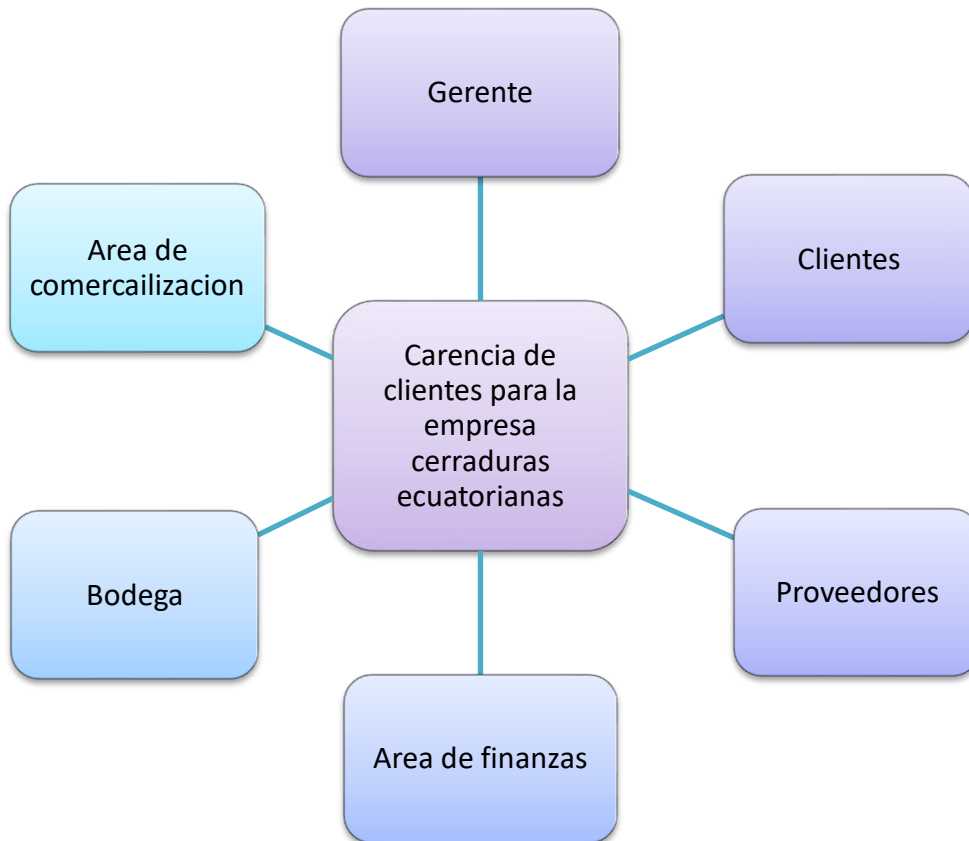 Gerente
Area de
comercailizacion
Clientes
Carencia de
clientes para la
empresa
cerraduras
ecuatorianas
Bodega
Proveedores
Area de finanzas